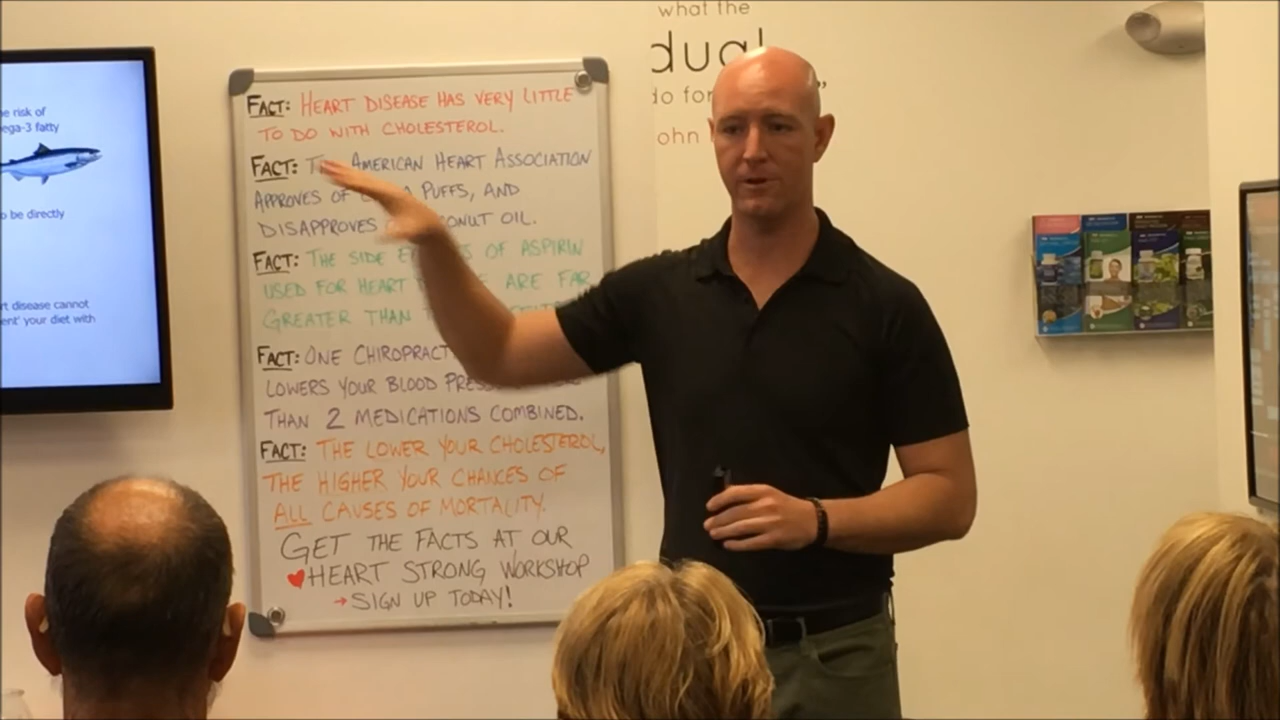 e risk of
ega-3 fatty
o be directly
rt disease cannot
ent' your diet with
FACT: HEART DISEASE HAS VERY LITTLE
TO DO WITH CHOLESTEROL.
FACT: T AMERICAN HEART ASSOCIATION
APPROVES OF A PUFFS, AND
DISAPPROVES ONUT OIL.
FACT: THE SIDE E S OF ASPIRIN
USED FOR HEART ARE FAR
GREATER THAN T
FACT: ONE CHIROPRACT
LOWERS YOUR BLOOD PRESS
THAN 2 MEDICATIONS COMBINED.
FACT: THE LOWER YOUR CHOLESTEROL,
THE HIGHER YOUR CHANCES OF
ALL CAUSES OF MORTALITY.
GET THE FACTS AT OUR
HEART STRONG WORKSHOP
→ SIGN UP TODAY!
what the
dual
do for "
ohn